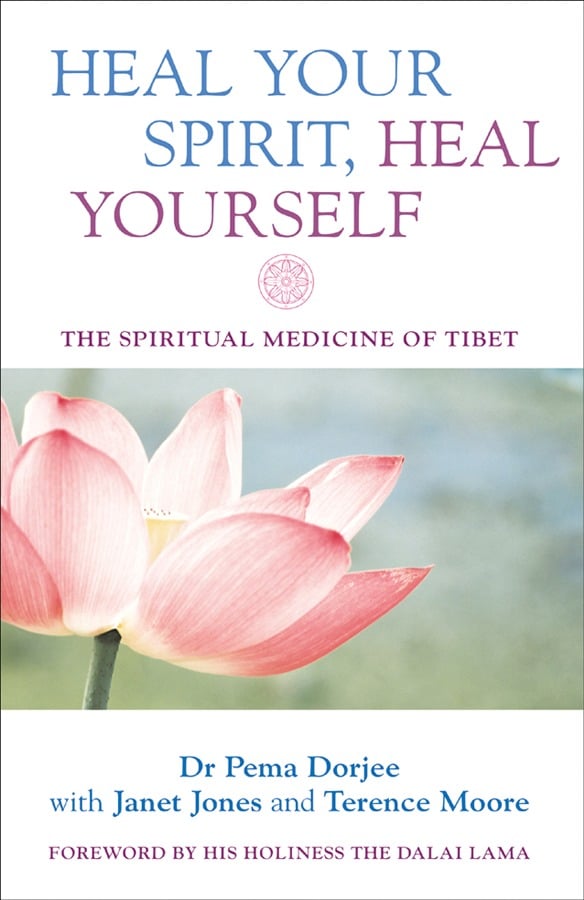 HEAL YOUR
SPIRIT, HEAL
YOURSELF
THE SPIRITUAL MEDICINE OF TIBET
Dr Pema Dorjee
with Janet Jones and Terence Moore
FOREWORD BY HIS HOLINESS THE DALAI LAMA